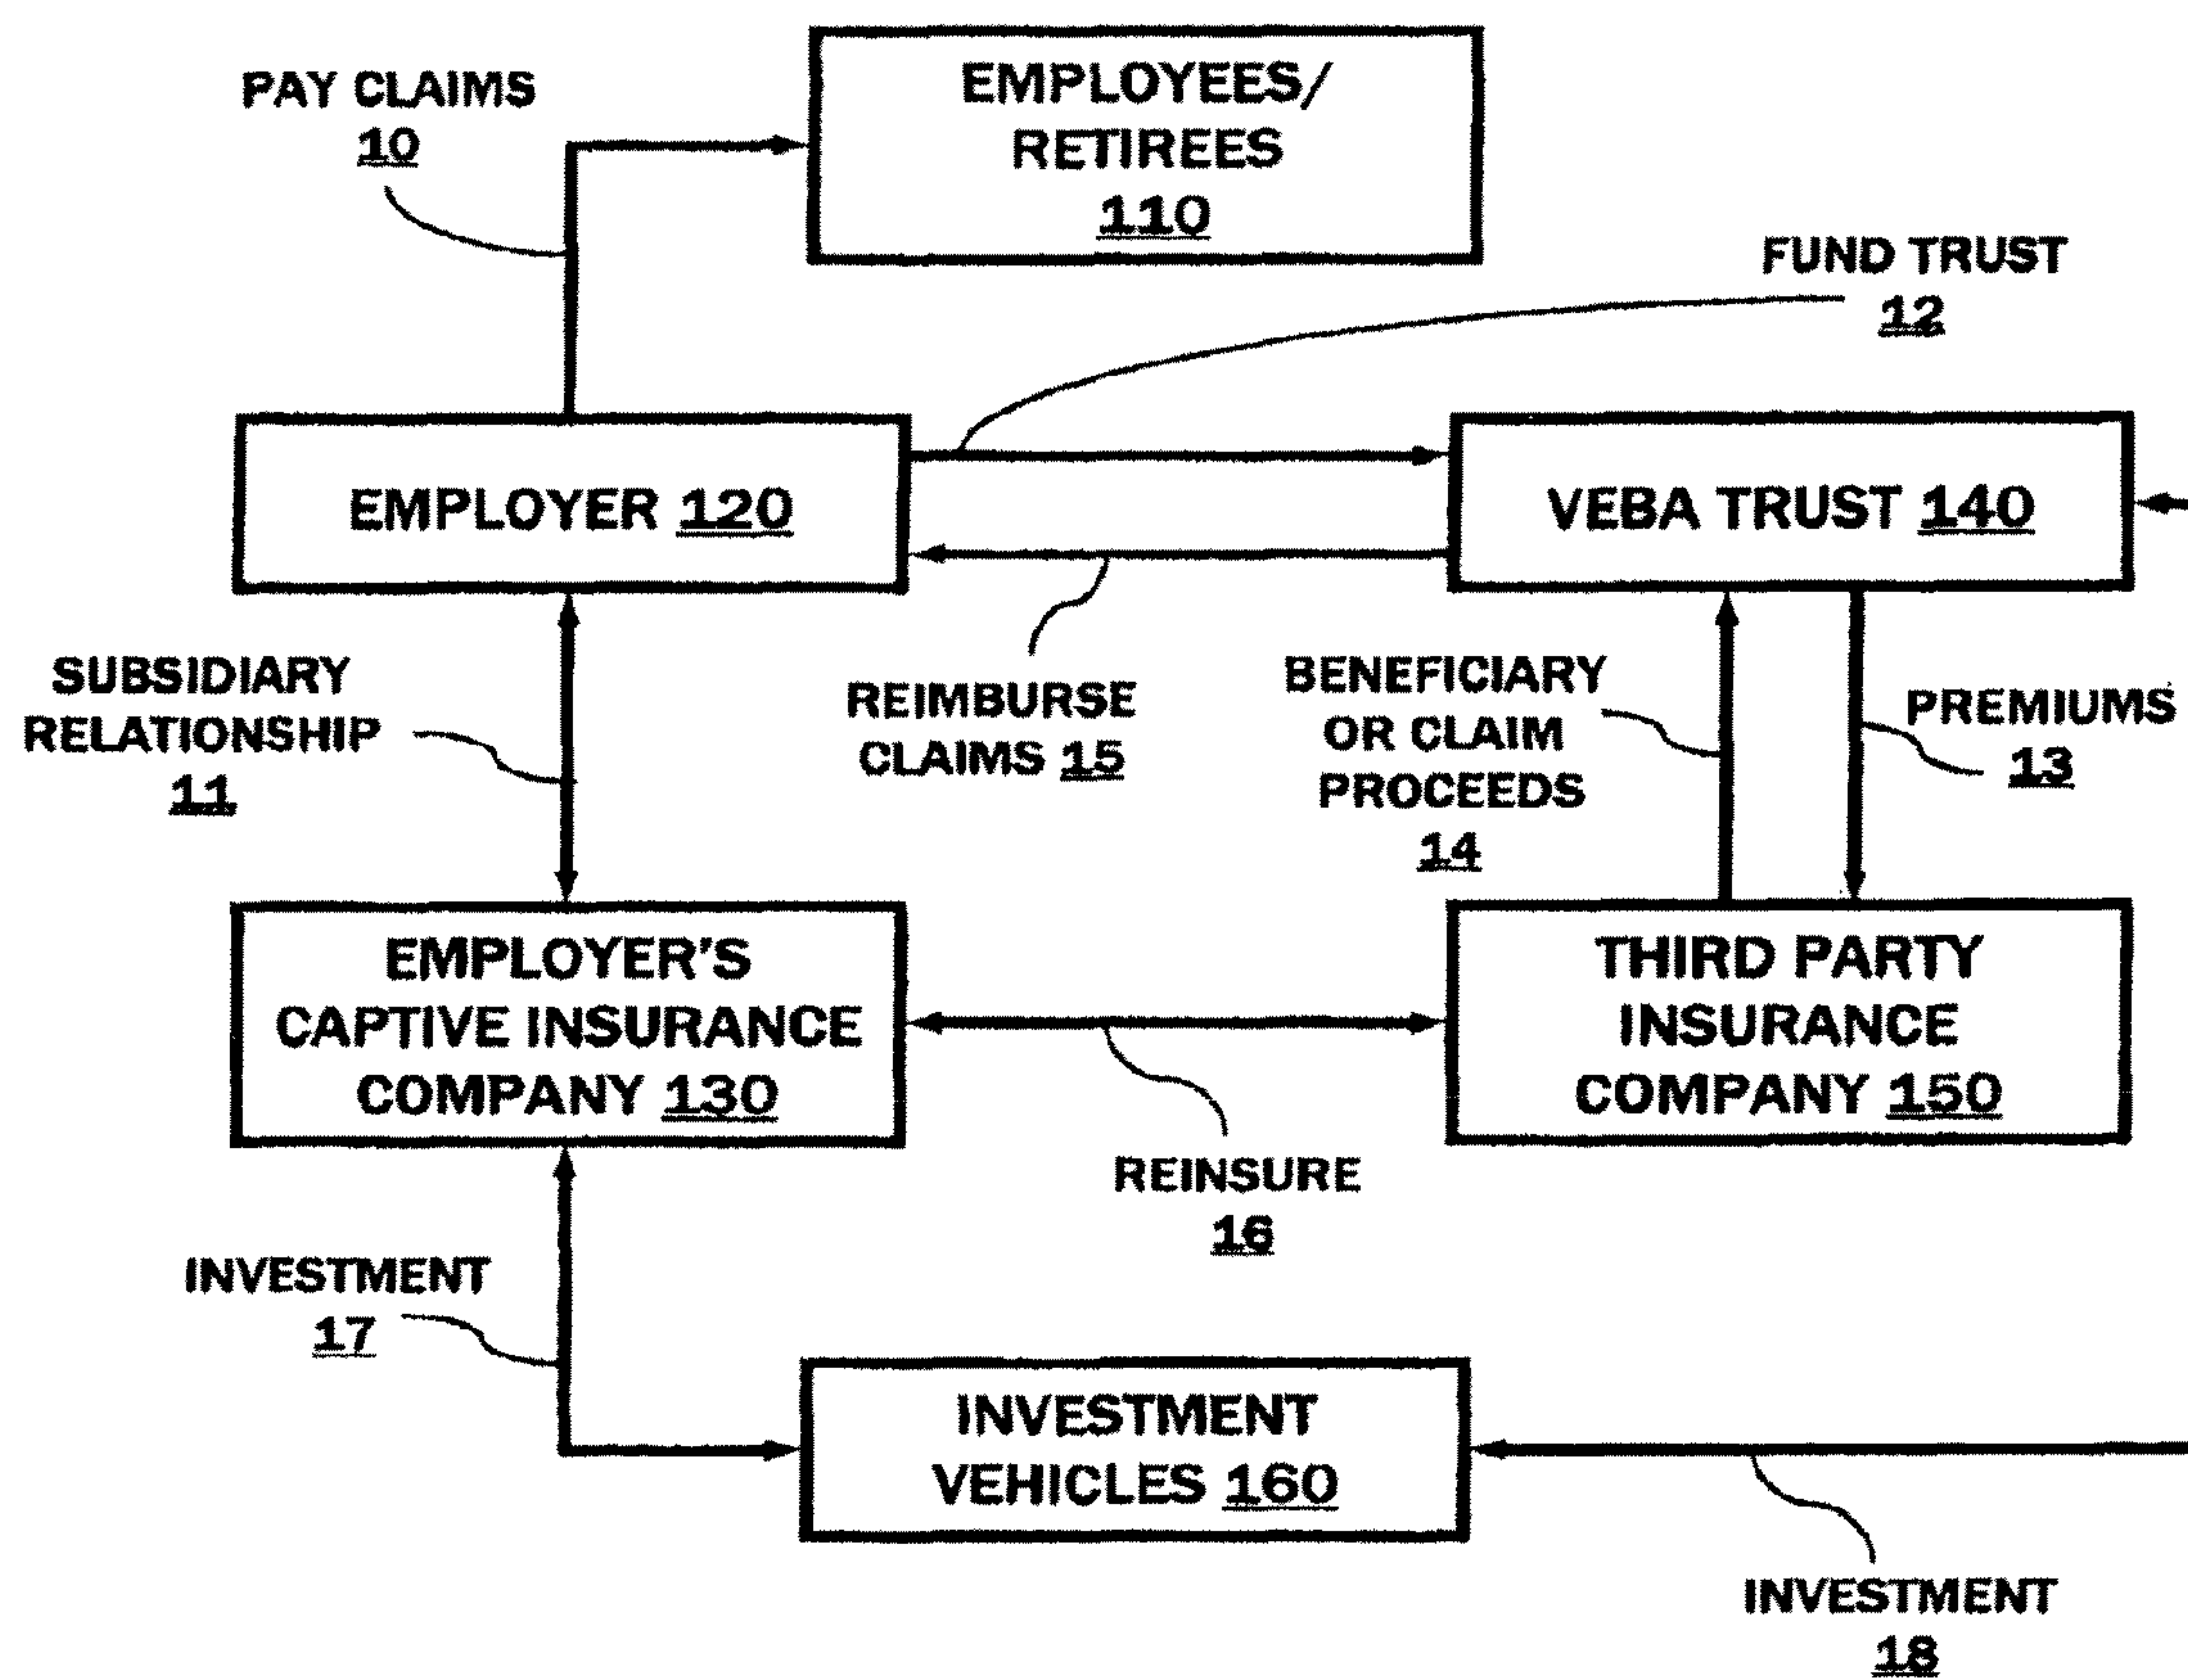 PAY CLAIMS
10
EMPLOYEES/
RETIREES
110
FUND TRUST
12
EMPLOYER 120
VEBA TRUST 140
SUBSIDIARY
RELATIONSHIP
11
REIMBURSE
CLAIMS 15
BENEFICIARY
OR CLAIM
PROCEEDS
14
PREMIUMS
13
EMPLOYER'S
CAPTIVE INSURANCE
COMPANY 130
THIRD PARTY
INSURANCE
COMPANY 150
REINSURE
16
INVESTMENT
17
INVESTMENT
VEHICLES 160
INVESTMENT
18